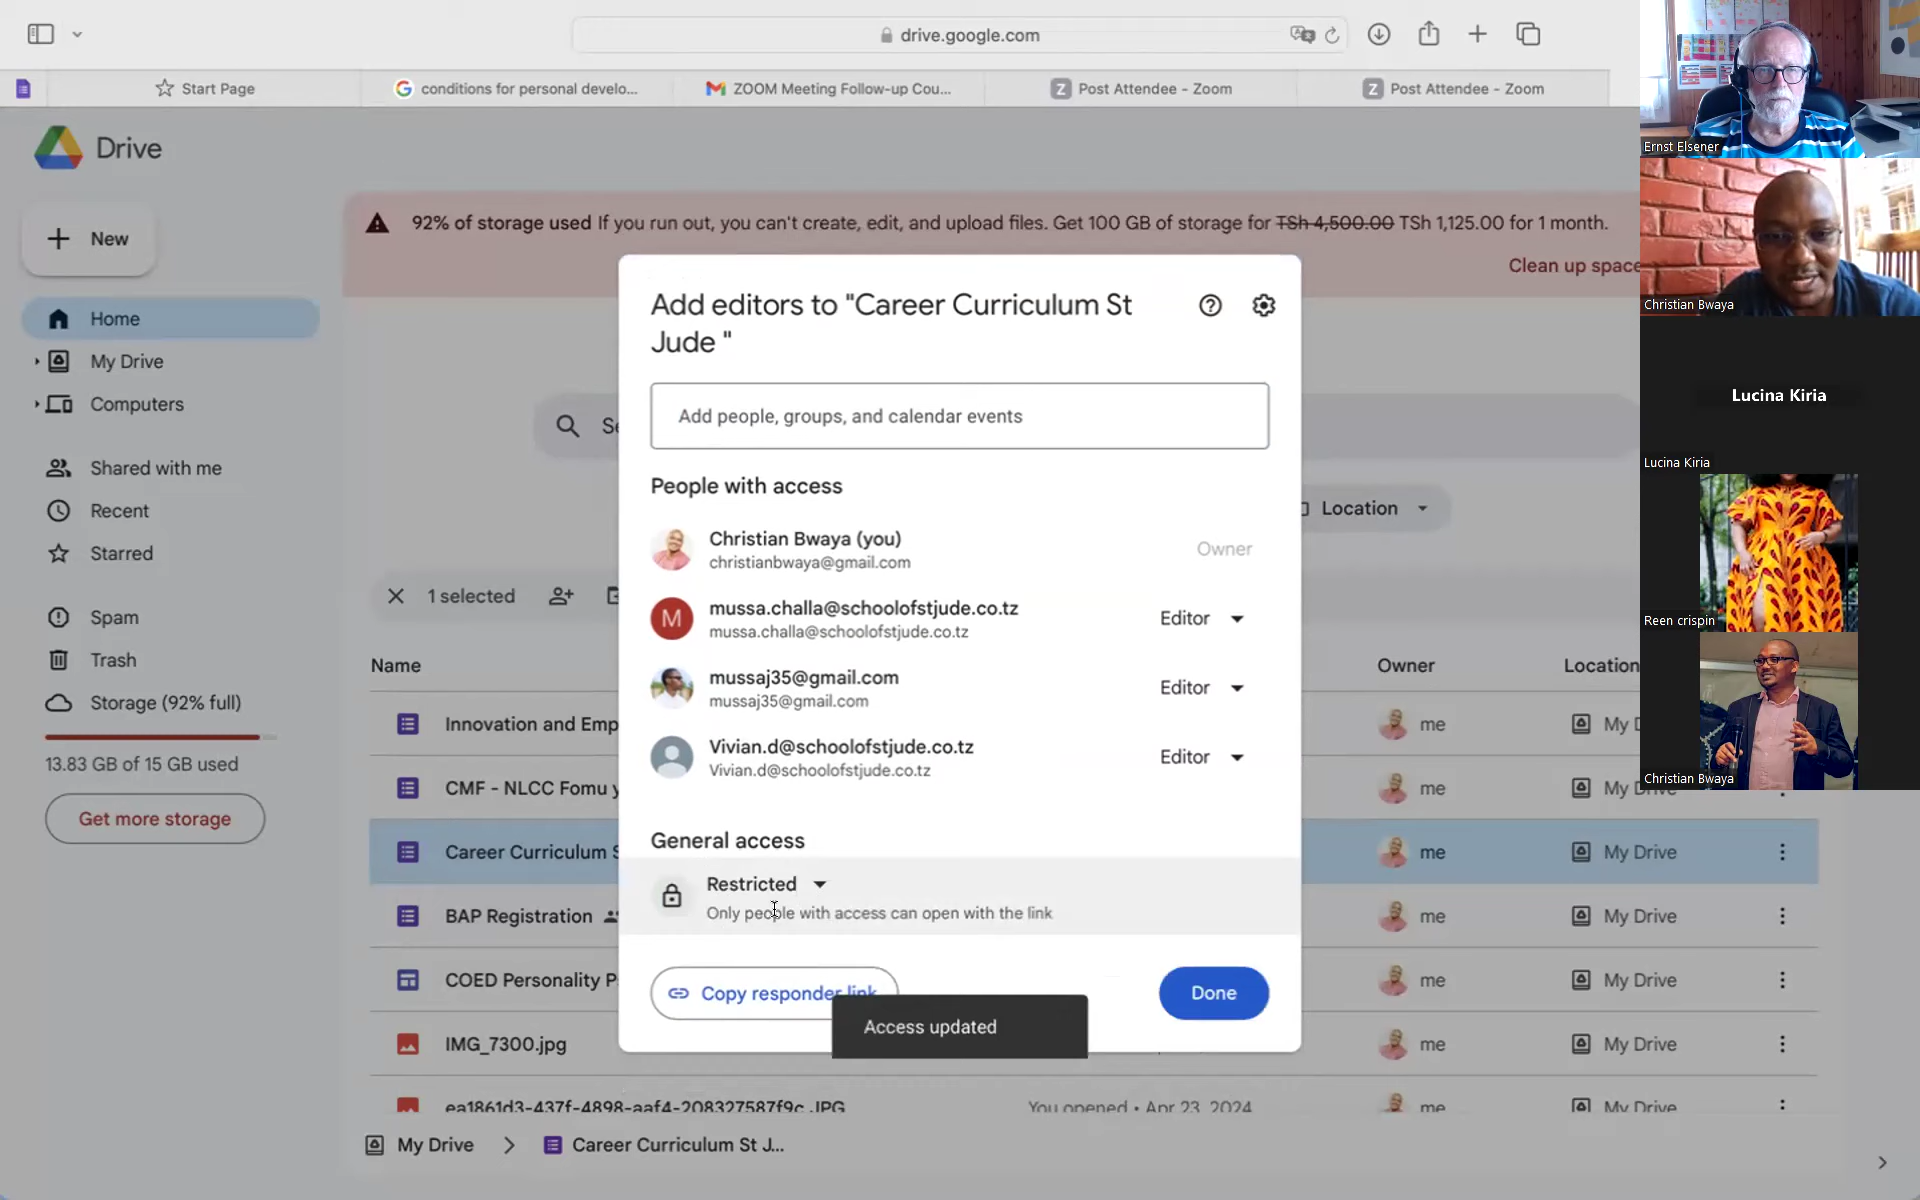 drive.google.com
Start Page
conditions for personal develo...
ZOOM Meeting Follow-up Cou...
Post Attendee - Zoom
Post Attendee - Zoom
Drive
New
Home
My Drive
Computers
Shared with me
Recent
Starred
Spam
Trash
Storage (92% full)
13.83 GB of 15 GB used
Get more storage
92% of storage used If you run out, you can't create, edit, and upload files. Get 100 GB of storage for TSh 4,500.00 TSh 1,125.00 for 1 month.
Clean up space
Location
1 selected
Name
Owner
Location
Innovation and Emp
me
CMF - NLCC Fomu y
me
My Drive
Career Curriculum S
me
My Drive
BAP Registration
me
My Drive
COED Personality P
me
My Drive
IMG_7300.jpg
me
My Drive
ea1861d3-437f-4898-aaf4-208327587f9c.JPG
You opened • Apr 23, 2024
me
My Drive
My Drive
Career Curriculum St J...
Add editors to "Career Curriculum St
Jude "
Add people, groups, and calendar events
People with access
Christian Bwaya (you)
christianbwaya@gmail.com
Owner
M
mussa.challa@schoolofstjude.co.tz
mussa.challa@schoolofstjude.co.tz
Editor
mussaj35@gmail.com
mussaj35@gmail.com
Editor
Vivian.d@schoolofstjude.co.tz
Vivian.d@schoolofstjude.co.tz
Editor
General access
Restricted
Only people with access can open with the link
Copy responder link
Done
Access updated
Ernst Elsener
Christian Bwaya
Lucina Kiria
Lucina Kiria
Reen crispin
Christian Bwaya